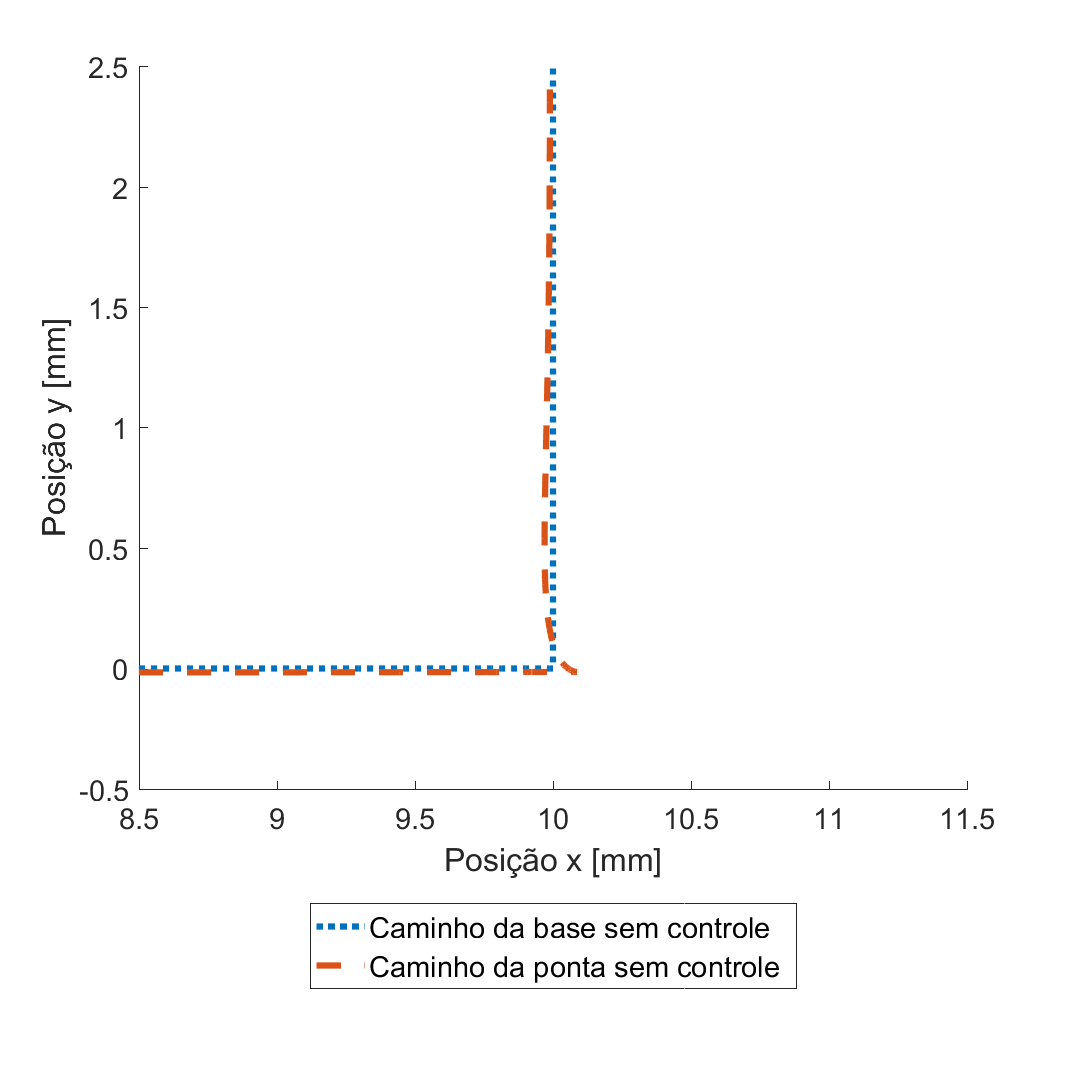 2.5
2
1.5
1
0.5
0
-0.5
Posição y [mm]
8.5 9 9.5 10 10.5 11 11.5
Posição x [mm]
Caminho da base sem controle
Caminho da ponta sem controle